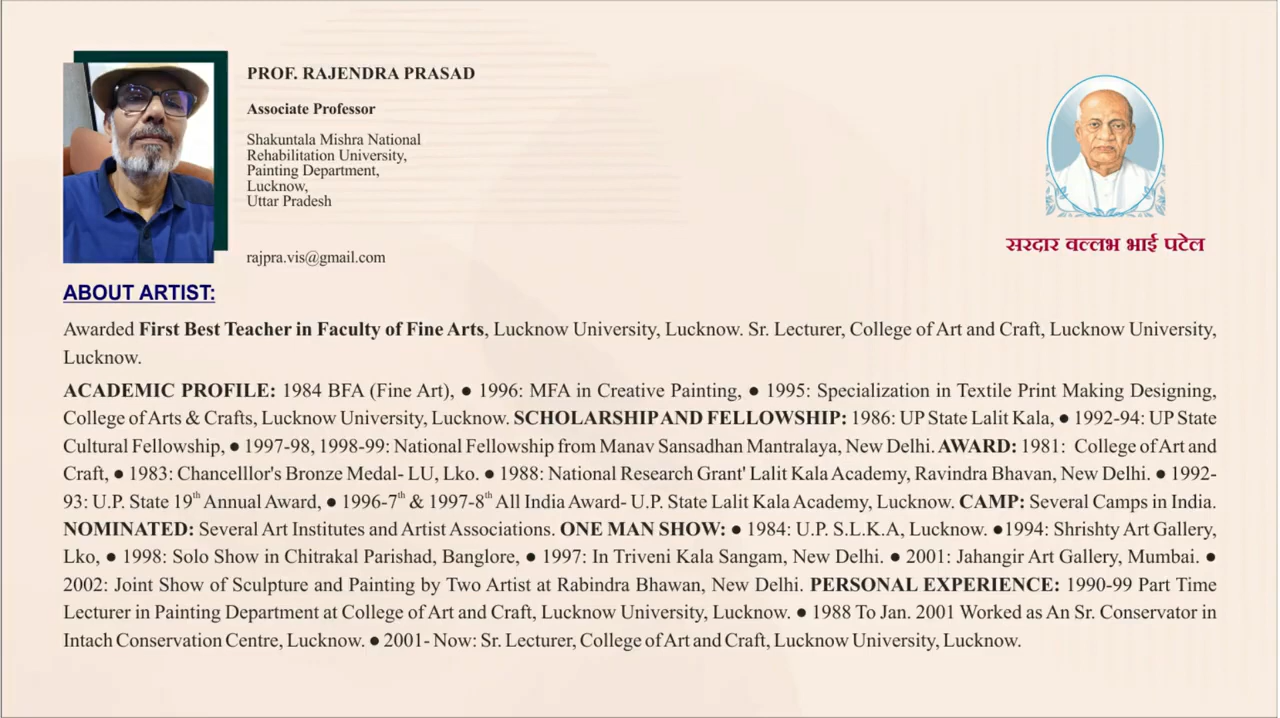 PROF. RAJENDRA PRASAD
Associate Professor
Shakuntala Mishra National
Rehabilitation University,
Painting Department,
Lucknow,
Uttar Pradesh
rajpra.vis@gmail.com
सरदार वल्लभ भाई पटेल
ABOUT ARTIST:
Awarded First Best Teacher in Faculty of Fine Arts, Lucknow University, Lucknow. Sr. Lecturer, College of Art and Craft, Lucknow University,
Lucknow.
ACADEMIC PROFILE: 1984 BFA (Fine Art), ● 1996: MFA in Creative Painting, ● 1995: Specialization in Textile Print Making Designing,
College of Arts & Crafts, Lucknow University, Lucknow. SCHOLARSHIP AND FELLOWSHIP: 1986: UP State Lalit Kala, ● 1992-94: UP State
Cultural Fellowship, ● 1997-98, 1998-99: National Fellowship from Manav Sansadhan Mantralaya, New Delhi. AWARD: 1981: College of Art and
Craft, ● 1983: Chancelllor's Bronze Medal- LU, Lko. ● 1988: National Research Grant' Lalit Kala Academy, Ravindra Bhavan, New Delhi. ● 1992-
93: U.P. State 19th Annual Award, ● 1996-7th & 1997-8th All India Award- U.P. State Lalit Kala Academy, Lucknow. CAMP: Several Camps in India.
NOMINATED: Several Art Institutes and Artist Associations. ONE MAN SHOW: ● 1984: U.P. S.L.K.A, Lucknow. ●1994: Shrishty Art Gallery,
Lko, ● 1998: Solo Show in Chitrakal Parishad, Banglore, ● 1997: In Triveni Kala Sangam, New Delhi. ● 2001: Jahangir Art Gallery, Mumbai. ●
2002: Joint Show of Sculpture and Painting by Two Artist at Rabindra Bhawan, New Delhi. PERSONAL EXPERIENCE: 1990-99 Part Time
Lecturer in Painting Department at College of Art and Craft, Lucknow University, Lucknow. ● 1988 To Jan. 2001 Worked as An Sr. Conservator in
Intach Conservation Centre, Lucknow. ● 2001- Now: Sr. Lecturer, College of Art and Craft, Lucknow University, Lucknow.